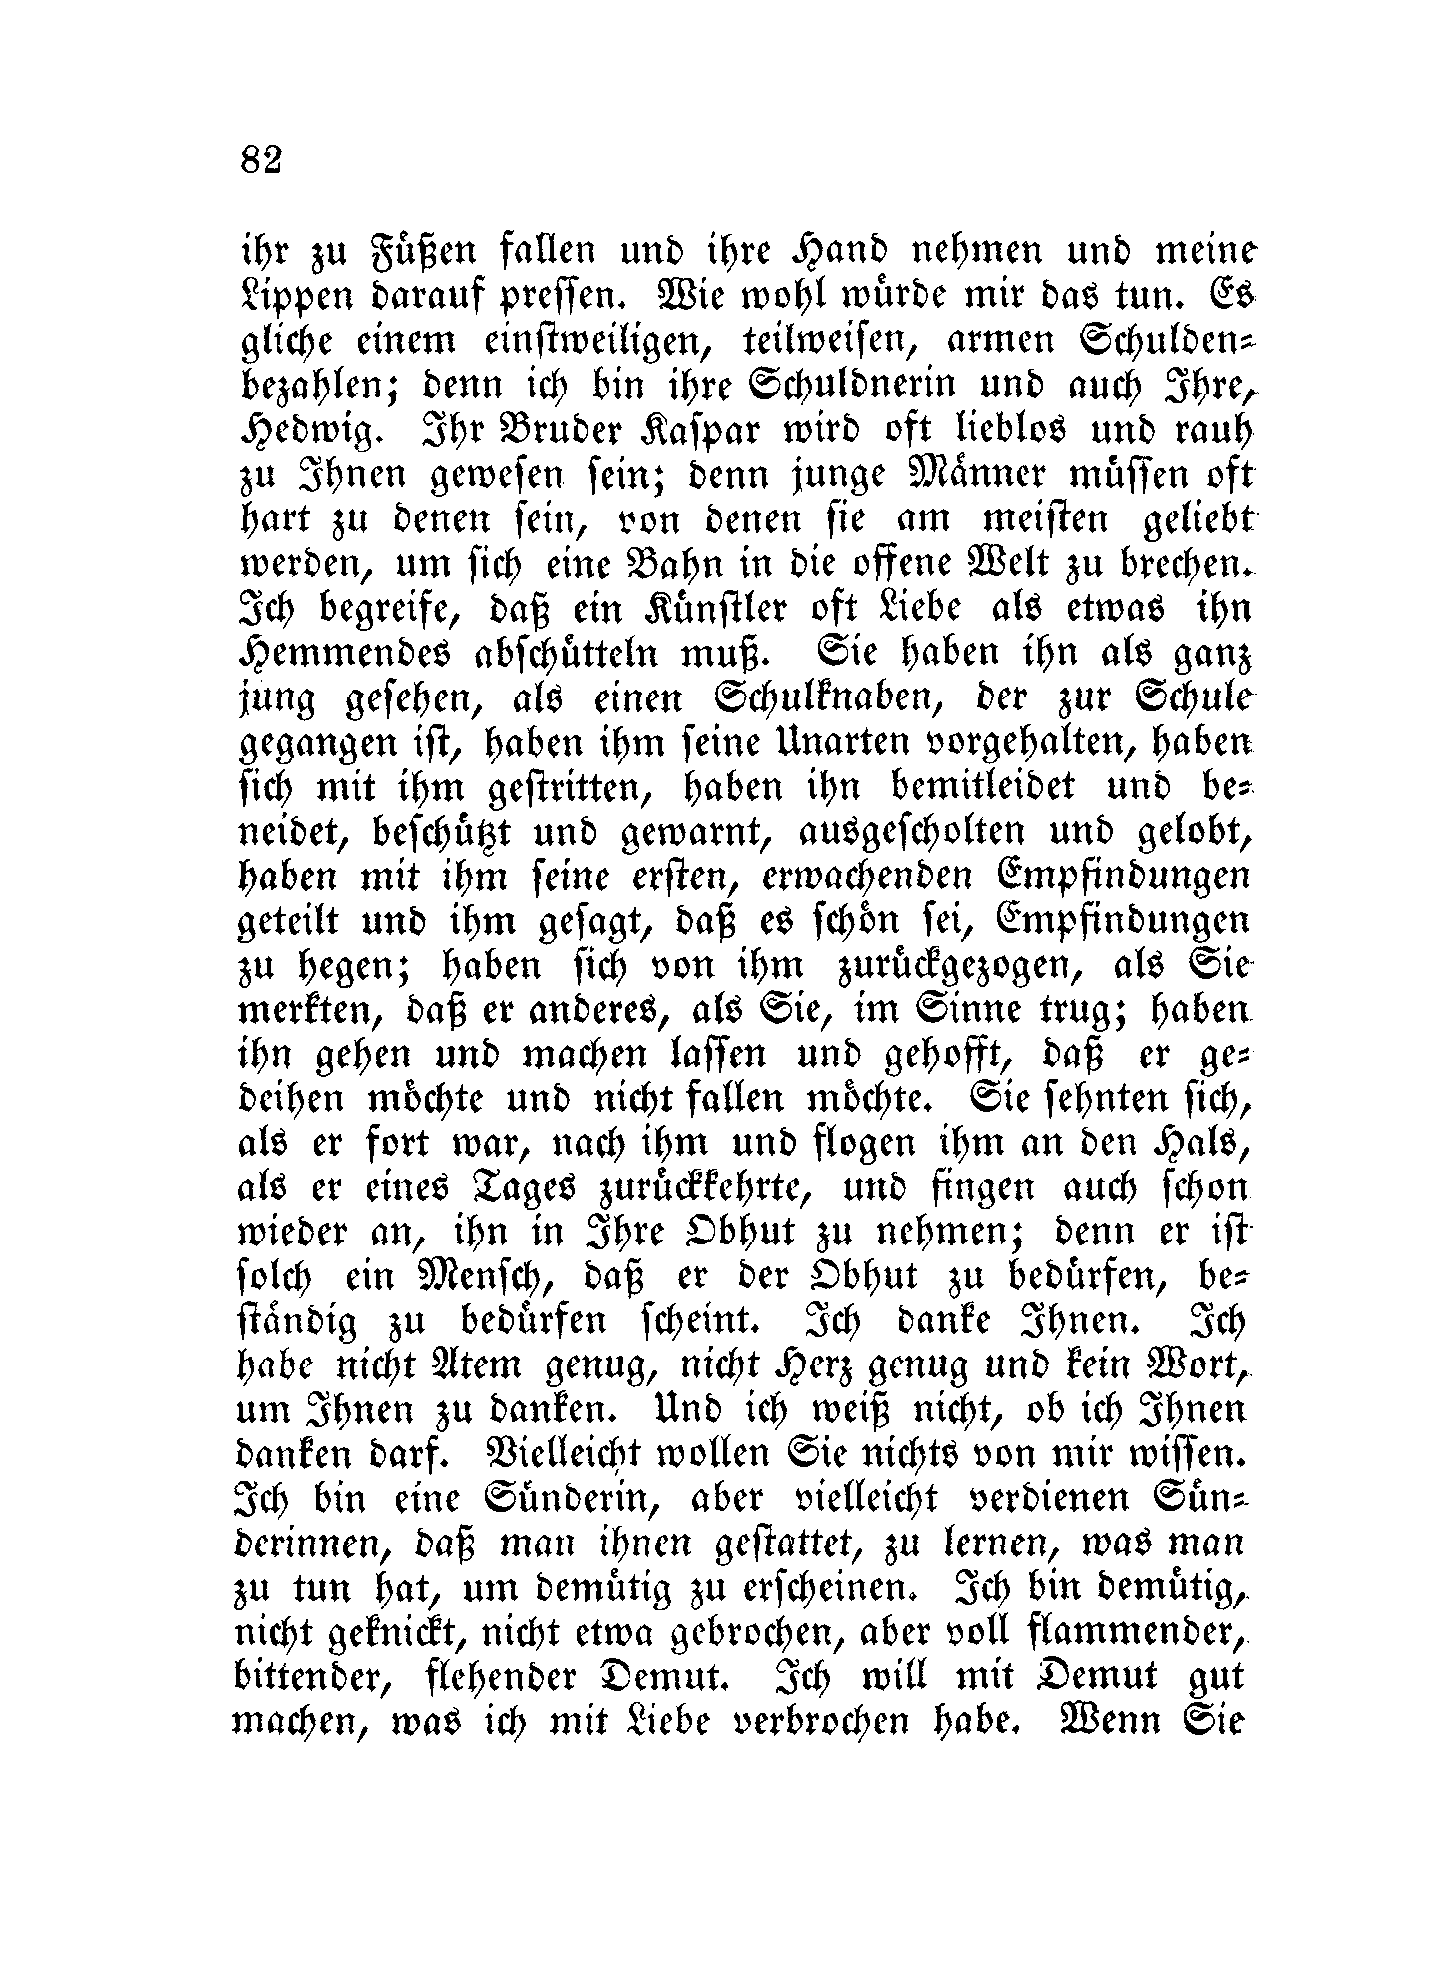 82
ihr zu Füßen fallen und ihre Hand nehmen und meine
Lippen darauf pressen. Wie wohl würde mir das tun. Es
gliche einem einstweiligen, teilweisen, armen Schulden-
bezahlen; denn ich bin ihre Schuldnerin und auch Ihre,
Hedwig. Ihr Bruder Kaspar wird oft lieblos und rauh
zu Ihnen gewesen sein; denn junge Männer müssen oft
hart zu denen sein, von denen sie am meisten geliebt
werden, um sich eine Bahn in die offene Welt zu brechen.
Ich begreife, daß ein Künstler oft Liebe als etwas ihn
Hemmendes abschütteln muß. Sie haben ihn als ganz
jung gesehen, als einen Schulknaben, der zur Schule
gegangen ist, haben ihm seine Unarten vorgehalten, haben
sich mit ihm gestritten, haben ihn bemitleidet und be-
neidet, beschützt und gewarnt, ausgescholten und gelobt,
haben mit ihm seine ersten, erwachenden Empfindungen
geteilt und ihm gesagt, daß es schön sei, Empfindungen
zu hegen; haben sich von ihm zurückgezogen, als Sie
merkten, daß er anderes, als Sie, im Sinne trug; haben
ihn gehen und machen lassen und gehofft, daß er ge-
deihen möchte und nicht fallen möchte. Sie sehnten sich,
als er fort war, nach ihm und flogen ihm an den Hals,
als er eines Tages zurückkehrte, und fingen auch schon
wieder an, ihn in Ihre Obhut zu nehmen; denn er ist
solch ein Mensch, daß er der Obhut zu bedürfen, be-
ständig zu bedürfen scheint. Ich danke Ihnen. Ich
habe nicht Atem genug, nicht Herz genug und kein Wort,
um Ihnen zu danken. Und ich weiß nicht, ob ich Ihnen
danken darf. Vielleicht wollen Sie nichts von mir wissen.
Ich bin eine Sünderin, aber vielleicht verdienen Sün-
derinnen, daß man ihnen gestattet, zu lernen, was man
zu tun hat, um demütig zu erscheinen. Ich bin demütig,
nicht geknickt, nicht etwa gebrochen, aber voll flammender,
bittender, flehender Demut. Ich will mit Demut gut
machen, was ich mit Liebe verbrochen habe. Wenn Sie